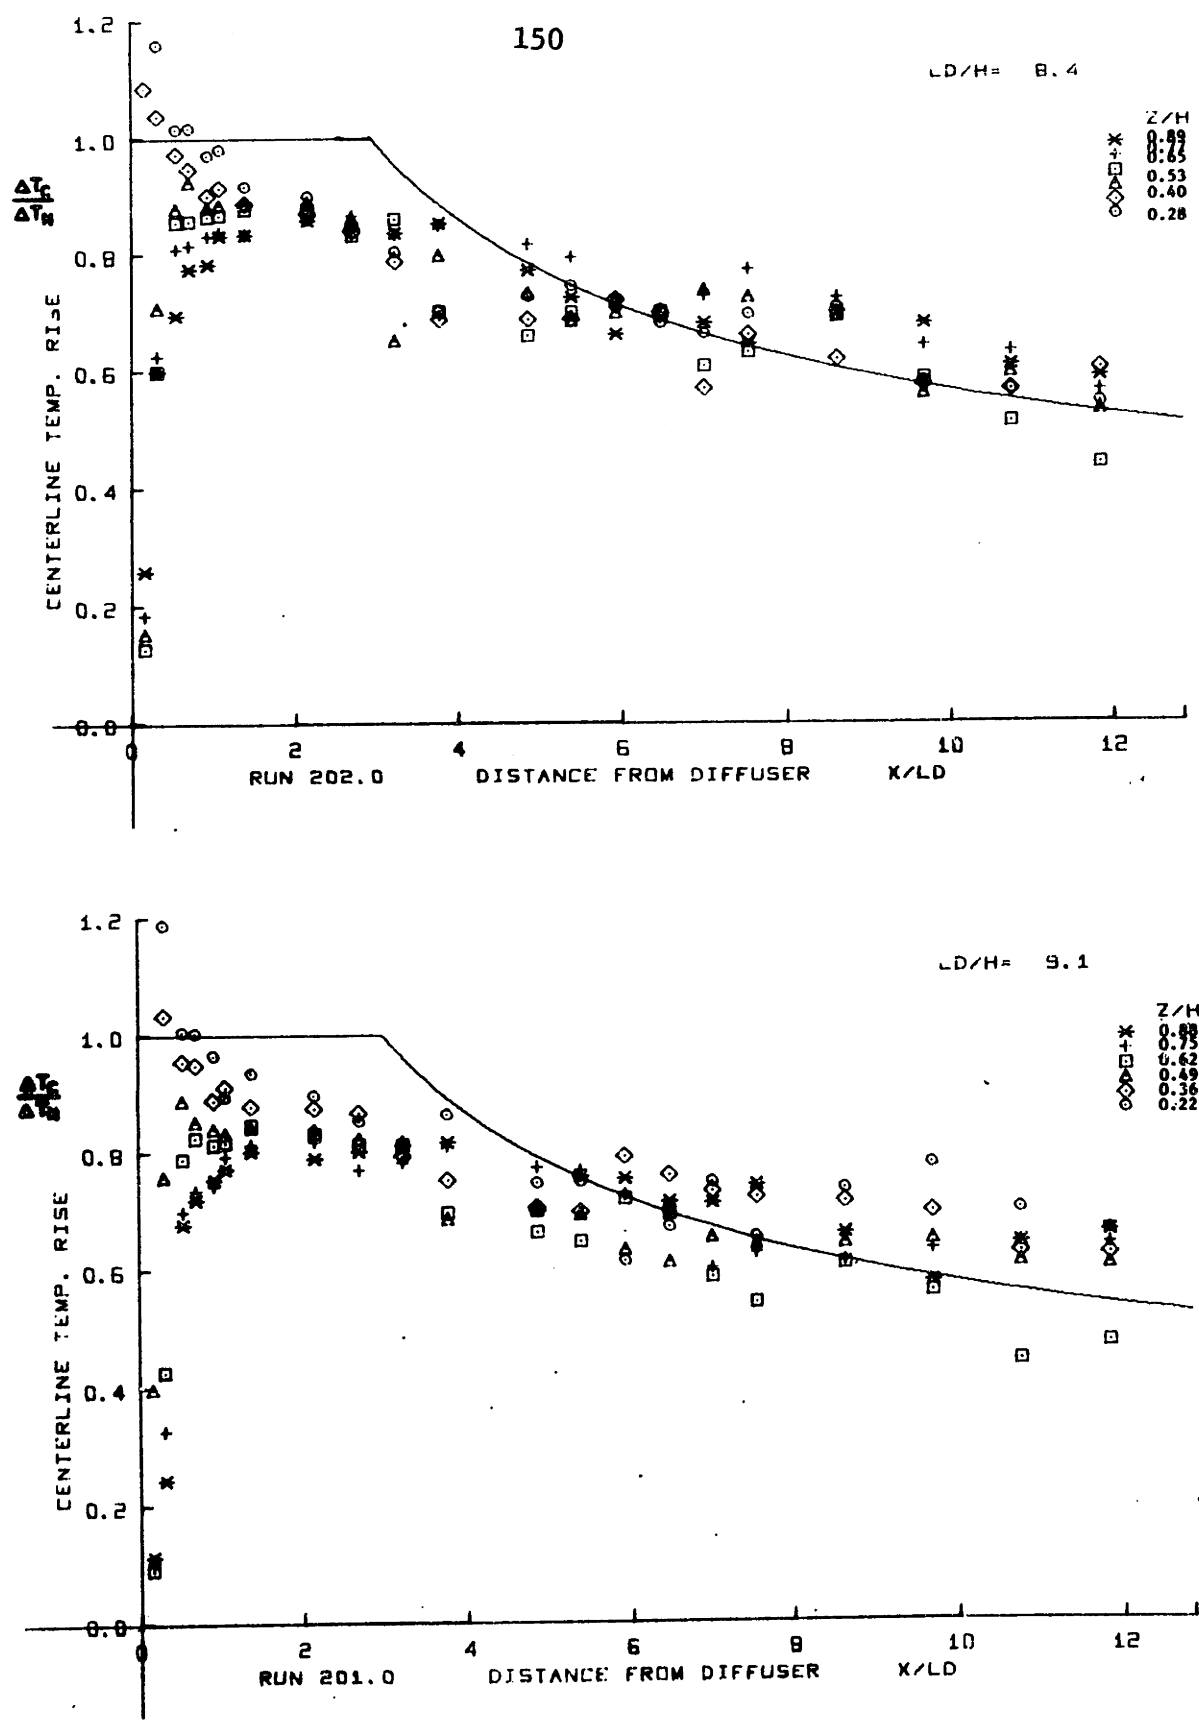 150
LD/H= 8.4
Z/H
0.89
0.77
0.65
0.53
0.40
0.28
1.2
1.0
0.8
0.6
0.4
0.2
0.0
ΔTc
ΔTN
CENTERLINE TEMP. RISE
0 2 4 6 8 10 12
RUN 202.0 DISTANCE FROM DIFFUSER X/LD
LD/H= 9.1
Z/H
0.88
0.75
0.62
0.49
0.36
0.22
1.2
1.0
0.8
0.6
0.4
0.2
0.0
ΔTc
ΔTN
CENTERLINE TEMP. RISE
0 2 4 6 8 10 12
RUN 201.0 DISTANCE FROM DIFFUSER X/LD